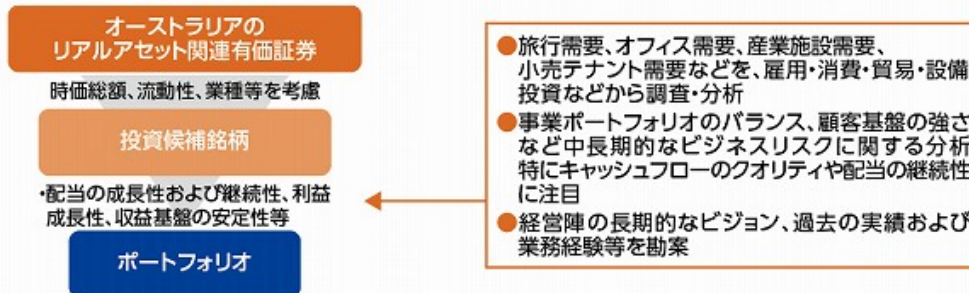 オーストラリアの
リアルアセット関連有価証券
時価総額、流動性、業種等を考慮
投資候補銘柄
・配当の成長性および継続性、利益
成長性、収益基盤の安定性等
ポートフォリオ
●旅行需要、オフィス需要、産業施設需要、
小売テナント需要などを、雇用・消費・貿易・設備
投資などから調査・分析
●事業ポートフォリオのバランス、顧客基盤の強さ
など中長期的なビジネスリスクに関する分析
特にキャッシュフローのクオリティや配当の継続性
に注目
●経営陣の長期的なビジョン、過去の実績および
業務経験等を勘案